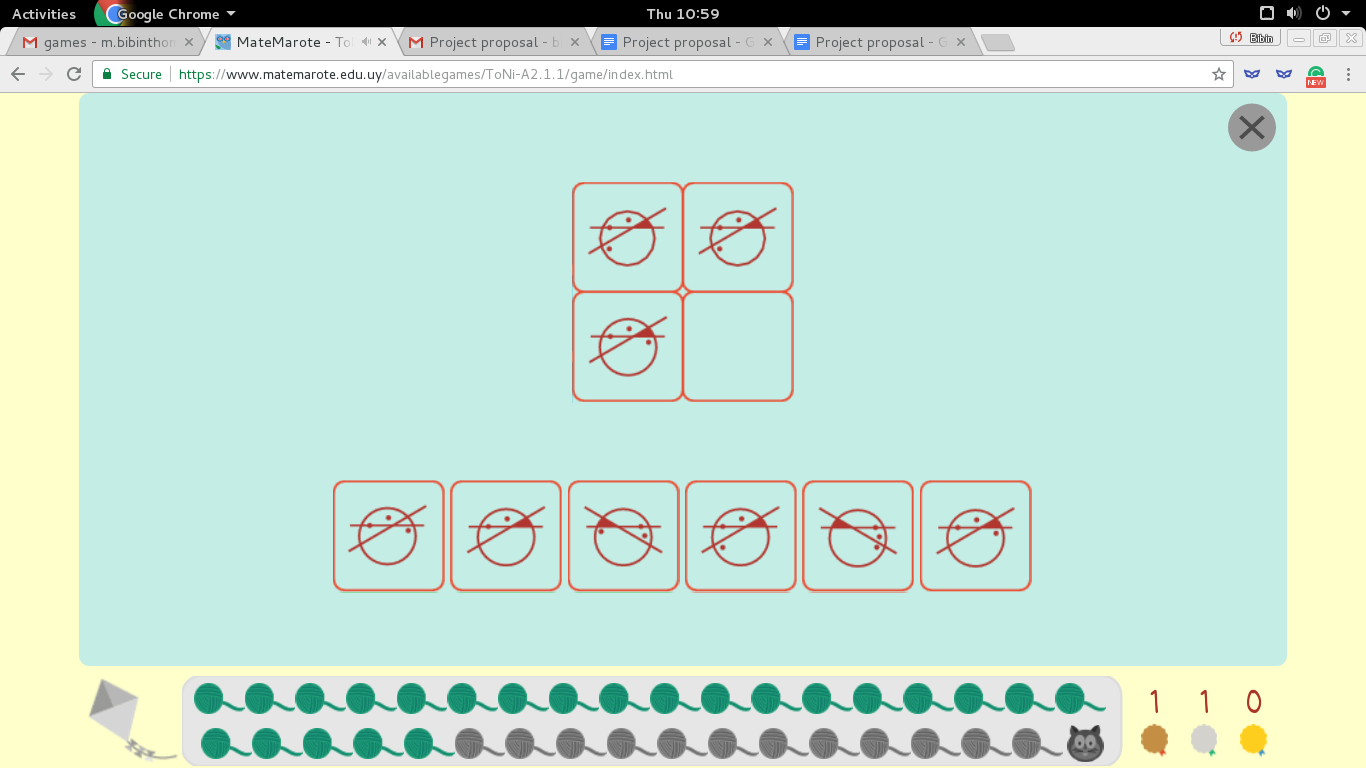 Activities Google Chrome Thu 10:59
games - m.bibinthon MateMarote - To Project proposal - b Project proposal - G Project proposal - G Bibin
Secure https://www.matemarote.edu.uy/availablegames/ToNi-A2.1.1/game/index.html NEW
1 1 0